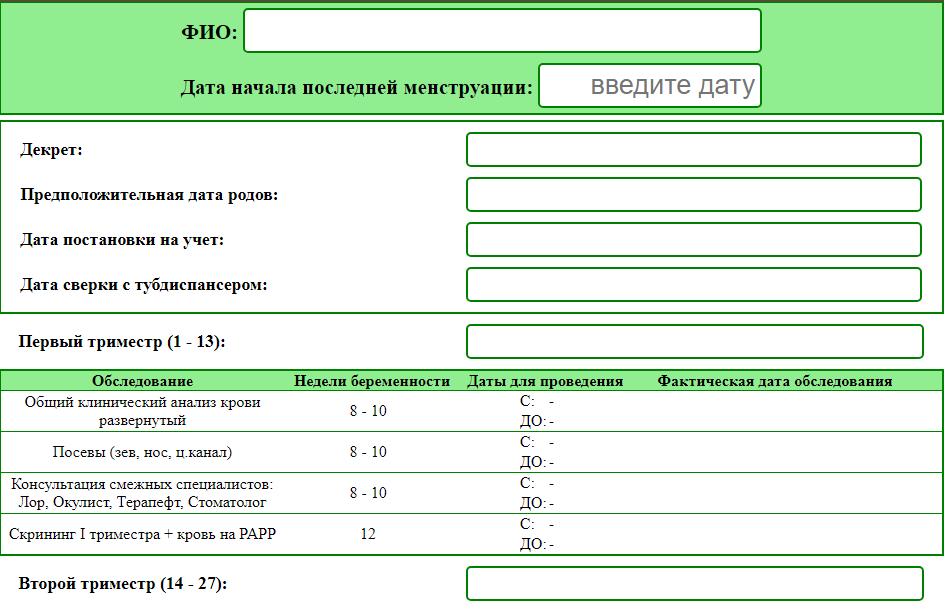 ФИО:
Дата начала последней менструации: введите дату
Декрет:
Предположительная дата родов:
Дата постановки на учет:
Дата сверки с тубдиспансером:
Первый триместр (1 - 13):
Обследование Недели беременности Даты для проведения Фактическая дата обследования
Общий клинический анализ крови
развернутый
8 - 10
С: -
ДО: -
Посевы (зев, нос, ц.канал)
8 - 10
С: -
ДО: -
Консультация смежных специалистов:
Лор, Окулист, Терапефт, Стоматолог
8 - 10
С: -
ДО: -
Скрининг I триместра + кровь на PAPP
12
С: -
ДО: -
Второй триместр (14 - 27):